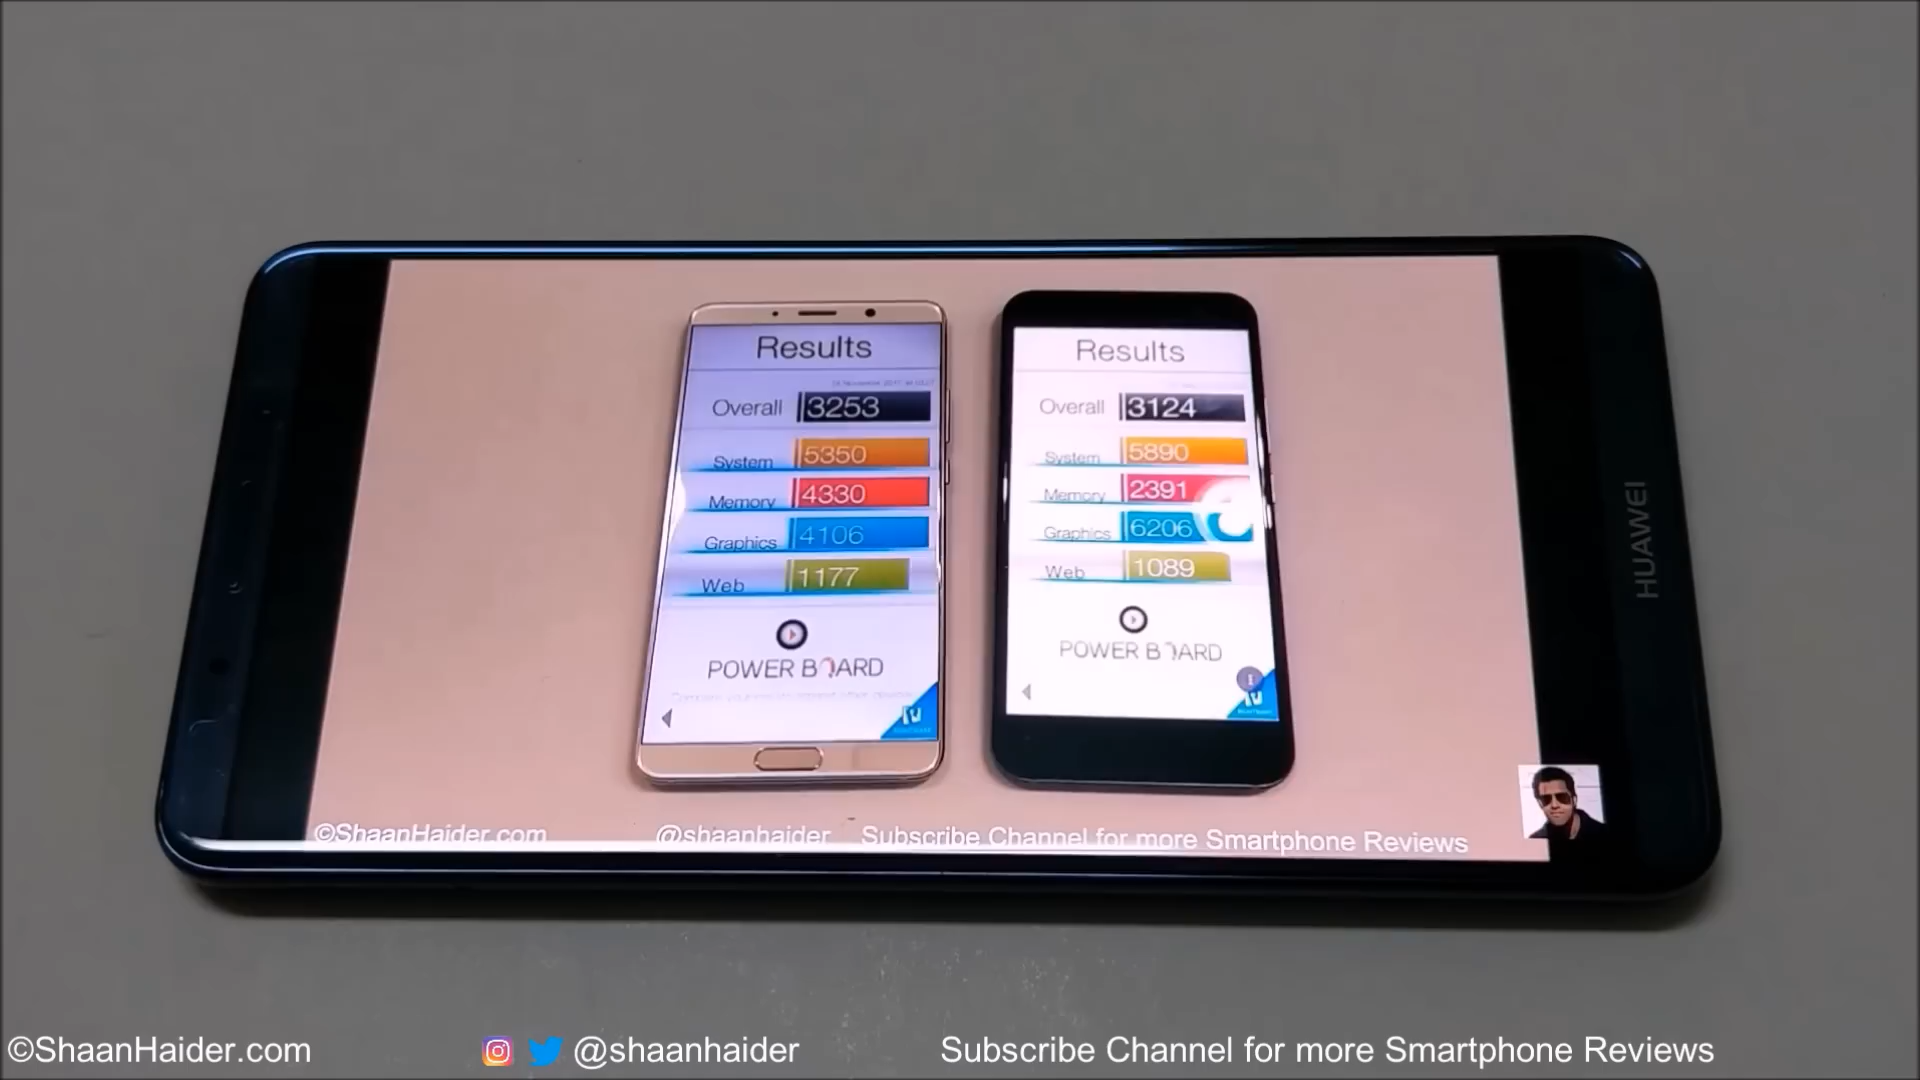 Results
Overall 3253
System 5350
Memory 4330
Graphics 4106
Web 1177
POWER BOARD
Results
Overall 3124
System 5890
Memory 2391
Graphics 6206
Web 1089
POWER BOARD
HUAWEI
©ShaanHaider.com @shaanhaider Subscribe Channel for more Smartphone Reviews
©ShaanHaider.com @shaanhaider Subscribe Channel for more Smartphone Reviews